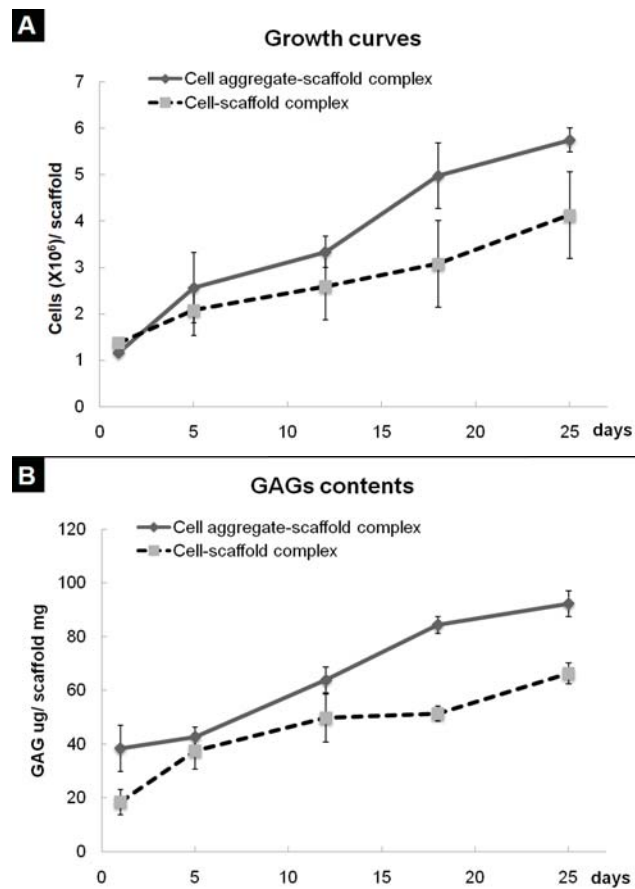 A
Growth curves
Cell aggregate-scaffold complex
Cell-scaffold complex
7
6
5
4
3
2
1
0
Cells (X10⁶)/ scaffold
0 5 10 15 20 25 days
B
GAGs contents
Cell aggregate-scaffold complex
Cell-scaffold complex
120
100
80
60
40
20
0
GAG ug/ scaffold mg
0 5 10 15 20 25 days